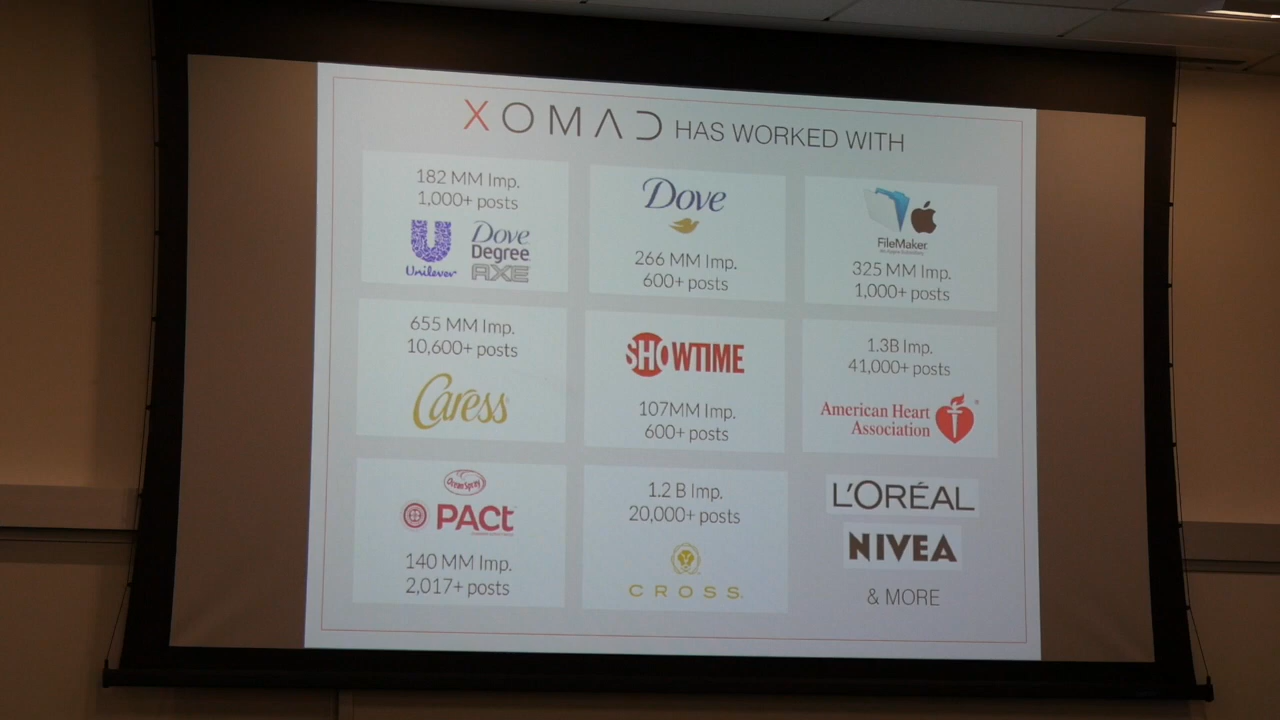 XOMAD HAS WORKED WITH
182 MM Imp.
1,000+ posts
Unilever
Dove
Degree
AXE
Dove
266 MM Imp.
600+ posts
FileMaker
325 MM Imp.
1,000+ posts
655 MM Imp.
10,600+ posts
Caress
SHOWTIME
107MM Imp.
600+ posts
1.3B Imp.
41,000+ posts
American Heart
Association
Ocean Spray
PACt
140 MM Imp.
2,017+ posts
1.2 B Imp.
20,000+ posts
CROSS
L'ORÉAL
NIVEA
& MORE